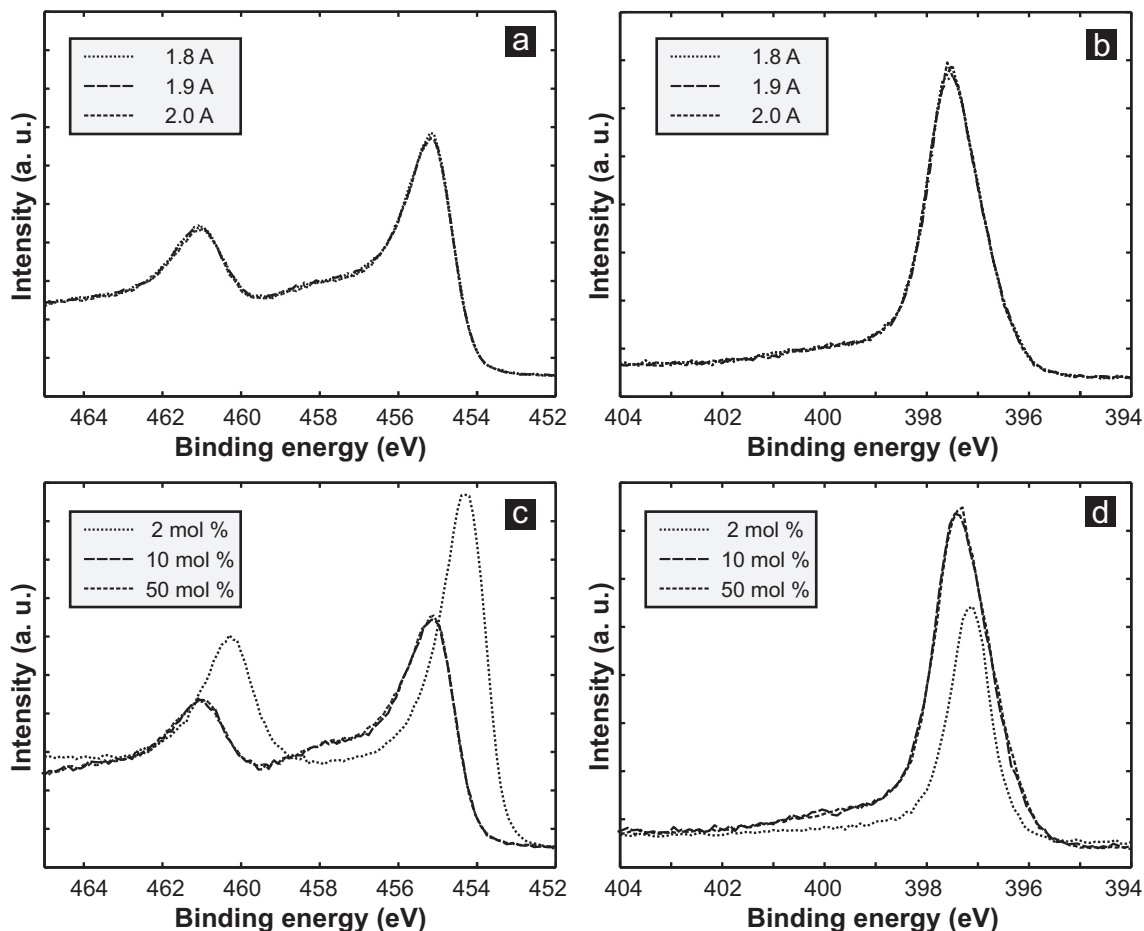 a
1.8 A
1.9 A
2.0 A
Intensity (a. u.)
464 462 460 458 456 454 452
Binding energy (eV)
b
1.8 A
1.9 A
2.0 A
Intensity (a. u.)
404 402 400 398 396 394
Binding energy (eV)
c
2 mol %
10 mol %
50 mol %
Intensity (a. u.)
464 462 460 458 456 454 452
Binding energy (eV)
d
2 mol %
10 mol %
50 mol %
Intensity (a. u.)
404 402 400 398 396 394
Binding energy (eV)